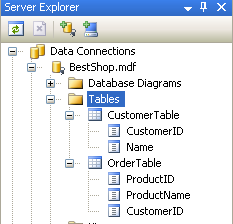 Server Explorer
Data Connections
BestShop.mdf
Database Diagrams
Tables
CustomerTable
CustomerID
Name
OrderTable
ProductID
ProductName
CustomerID